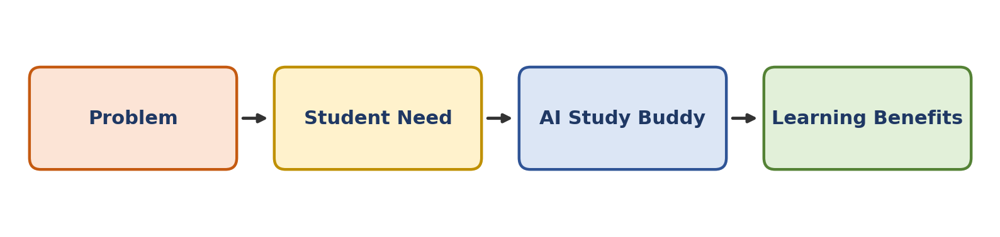 Problem
Student Need
AI Study Buddy
Learning Benefits